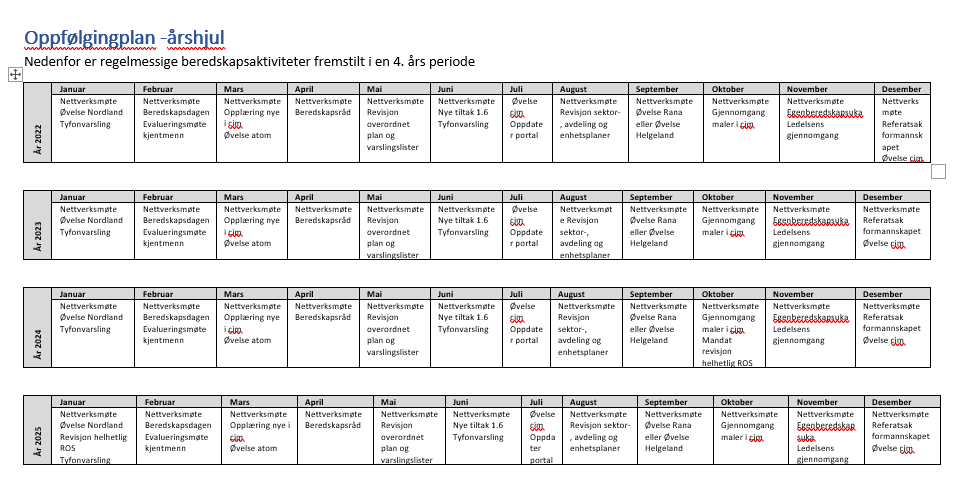 Oppfølgingplan -årshjul
Nedenfor er regelmessige beredskapsaktiviteter fremstilt i en 4. års periode
År 2022
Januar
Nettverksmøte
Øvelse Nordland
Tyfonvarsling
Februar
Nettverksmøte
Beredskapsdagen
Evalueringsmøte
kjentmenn
Mars
Nettverksmøte
Opplæring nye
i cim
Øvelse atom
April
Nettverksmøte
Beredskapsråd
Mai
Nettverksmøte
Revisjon
overordnet
plan og
varslingslister
Juni
Nettverksmøte
Nye tiltak 1.6
Tyfonvarsling
Juli
Øvelse
cim
Oppdate
r portal
August
Nettverksmøte
Revisjon sektor-
, avdeling og
enhetsplaner
September
Nettverksmøte
Øvelse Rana
eller Øvelse
Helgeland
Oktober
Nettverksmøte
Gjennomgang
maler i cim
November
Nettverksmøte
Egenberedskapsuka
Ledelsens
gjennomgang
Desember
Nettverks
møte
Referatsak
formannsk
apet
Øvelse cim
År 2023
Januar
Nettverksmøte
Øvelse Nordland
Tyfonvarsling
Februar
Nettverksmøte
Beredskapsdagen
Evalueringsmøte
kjentmenn
Mars
Nettverksmøte
Opplæring nye
i cim
Øvelse atom
April
Nettverksmøte
Beredskapsråd
Mai
Nettverksmøte
Revisjon
overordnet
plan og
varslingslister
Juni
Nettverksmøte
Nye tiltak 1.6
Tyfonvarsling
Juli
Øvelse
cim
Oppdate
r portal
August
Nettverksmøt
e Revisjon
sektor-,
avdeling og
enhetsplaner
September
Nettverksmøte
Øvelse Rana
eller Øvelse
Helgeland
Oktober
Nettverksmøte
Gjennomgang
maler i cim
November
Nettverksmøte
Egenberedskapsuka
Ledelsens
gjennomgang
Desember
Nettverksmøte
Referatsak
formannskapet
Øvelse cim
År 2024
Januar
Nettverksmøte
Øvelse Nordland
Tyfonvarsling
Februar
Nettverksmøte
Beredskapsdagen
Evalueringsmøte
kjentmenn
Mars
Nettverksmøte
Opplæring nye
i cim
Øvelse atom
April
Nettverksmøte
Beredskapsråd
Mai
Nettverksmøte
Revisjon
overordnet
plan og
varslingslister
Juni
Nettverksmøte
Nye tiltak 1.6
Tyfonvarsling
Juli
Øvelse
cim
Oppdate
r portal
August
Nettverksmøte
Revisjon
sektor-,
avdeling og
enhetsplaner
September
Nettverksmøte
Øvelse Rana
eller Øvelse
Helgeland
Oktober
Nettverksmøte
Gjennomgang
maler i cim
Mandat
revisjon
helhetlig ROS
November
Nettverksmøte
Egenberedskapsuka
Ledelsens
gjennomgang
Desember
Nettverksmøte
Referatsak
formannskapet
Øvelse cim
År 2025
Januar
Nettverksmøte
Øvelse Nordland
Revisjon helhetlig
ROS
Tyfonvarsling
Februar
Nettverksmøte
Beredskapsdagen
Evalueringsmøte
kjentmenn
Mars
Nettverksmøte
Opplæring nye i
cim
Øvelse atom
April
Nettverksmøte
Beredskapsråd
Mai
Nettverksmøte
Revisjon
overordnet
plan og
varslingslister
Juni
Nettverksmøte
Nye tiltak 1.6
Tyfonvarsling
Juli
Øvelse
cim
Oppda
ter
portal
August
Nettverksmøte
Revisjon sektor-
, avdeling og
enhetsplaner
September
Nettverksmøte
Øvelse Rana
eller Øvelse
Helgeland
Oktober
Nettverksmøte
Gjennomgang
maler i cim
November
Nettverksmøte
Egenberedskap
suka
Ledelsens
gjennomgang
Desember
Nettverksmøte
Referatsak
formannskapet
Øvelse cim